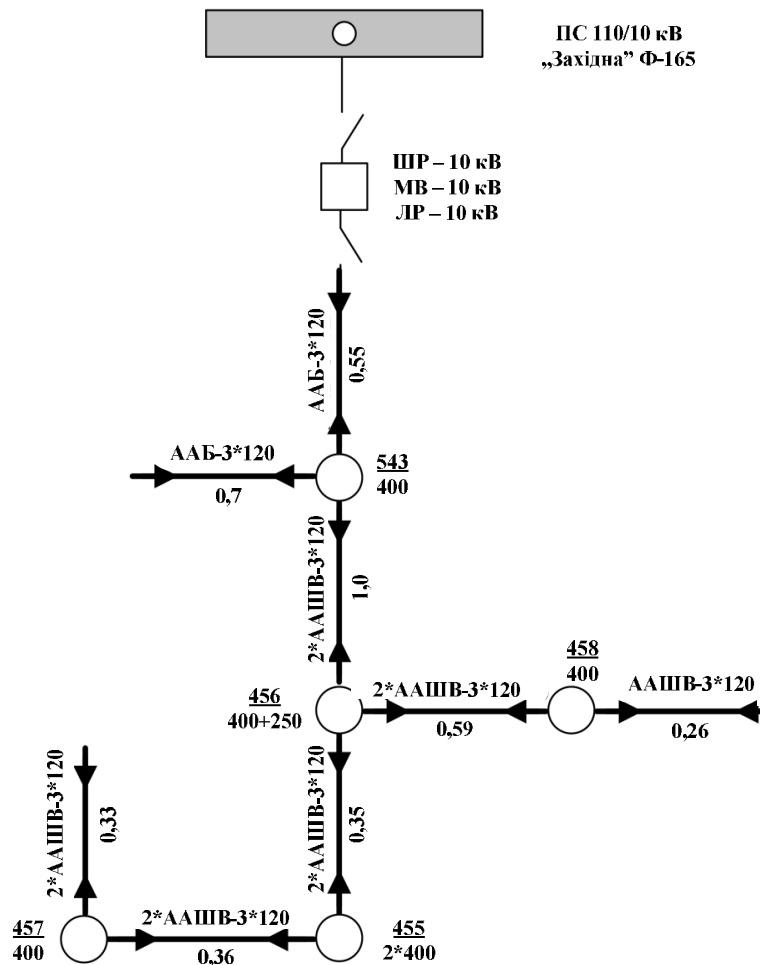 ПС 110/10 кВ
„Західна” Ф-165
ШР – 10 кВ
МВ – 10 кВ
ЛР – 10 кВ
ААБ-3*120
0,55
ААБ-3*120
0,7
543
400
2*ААШВ-3*120
1,0
456
400+250
2*ААШВ-3*120
0,59
458
400
ААШВ-3*120
0,26
2*ААШВ-3*120
0,35
2*ААШВ-3*120
0,33
457
400
2*ААШВ-3*120
0,36
455
2*400